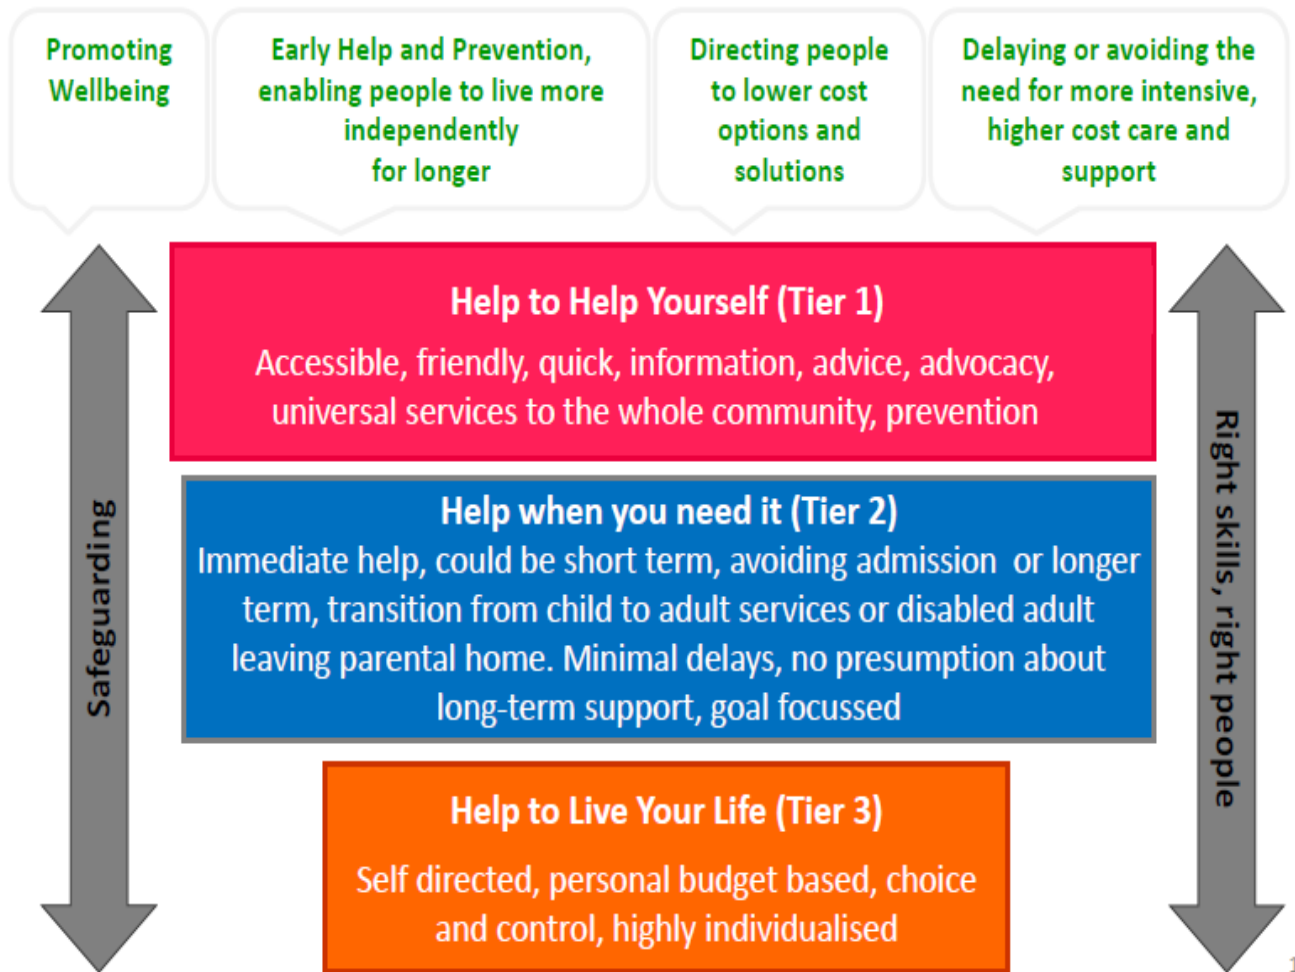 Promoting
Wellbeing
Early Help and Prevention,
enabling people to live more
independently
for longer
Directing people
to lower cost
options and
solutions
Delaying or avoiding the
need for more intensive,
higher cost care and
support
Safeguarding
Help to Help Yourself (Tier 1)
Accessible, friendly, quick, information, advice, advocacy,
universal services to the whole community, prevention
Help when you need it (Tier 2)
Immediate help, could be short term, avoiding admission or longer
term, transition from child to adult services or disabled adult
leaving parental home. Minimal delays, no presumption about
long-term support, goal focussed
Help to Live Your Life (Tier 3)
Self directed, personal budget based, choice
and control, highly individualised
Right skills, right people
1